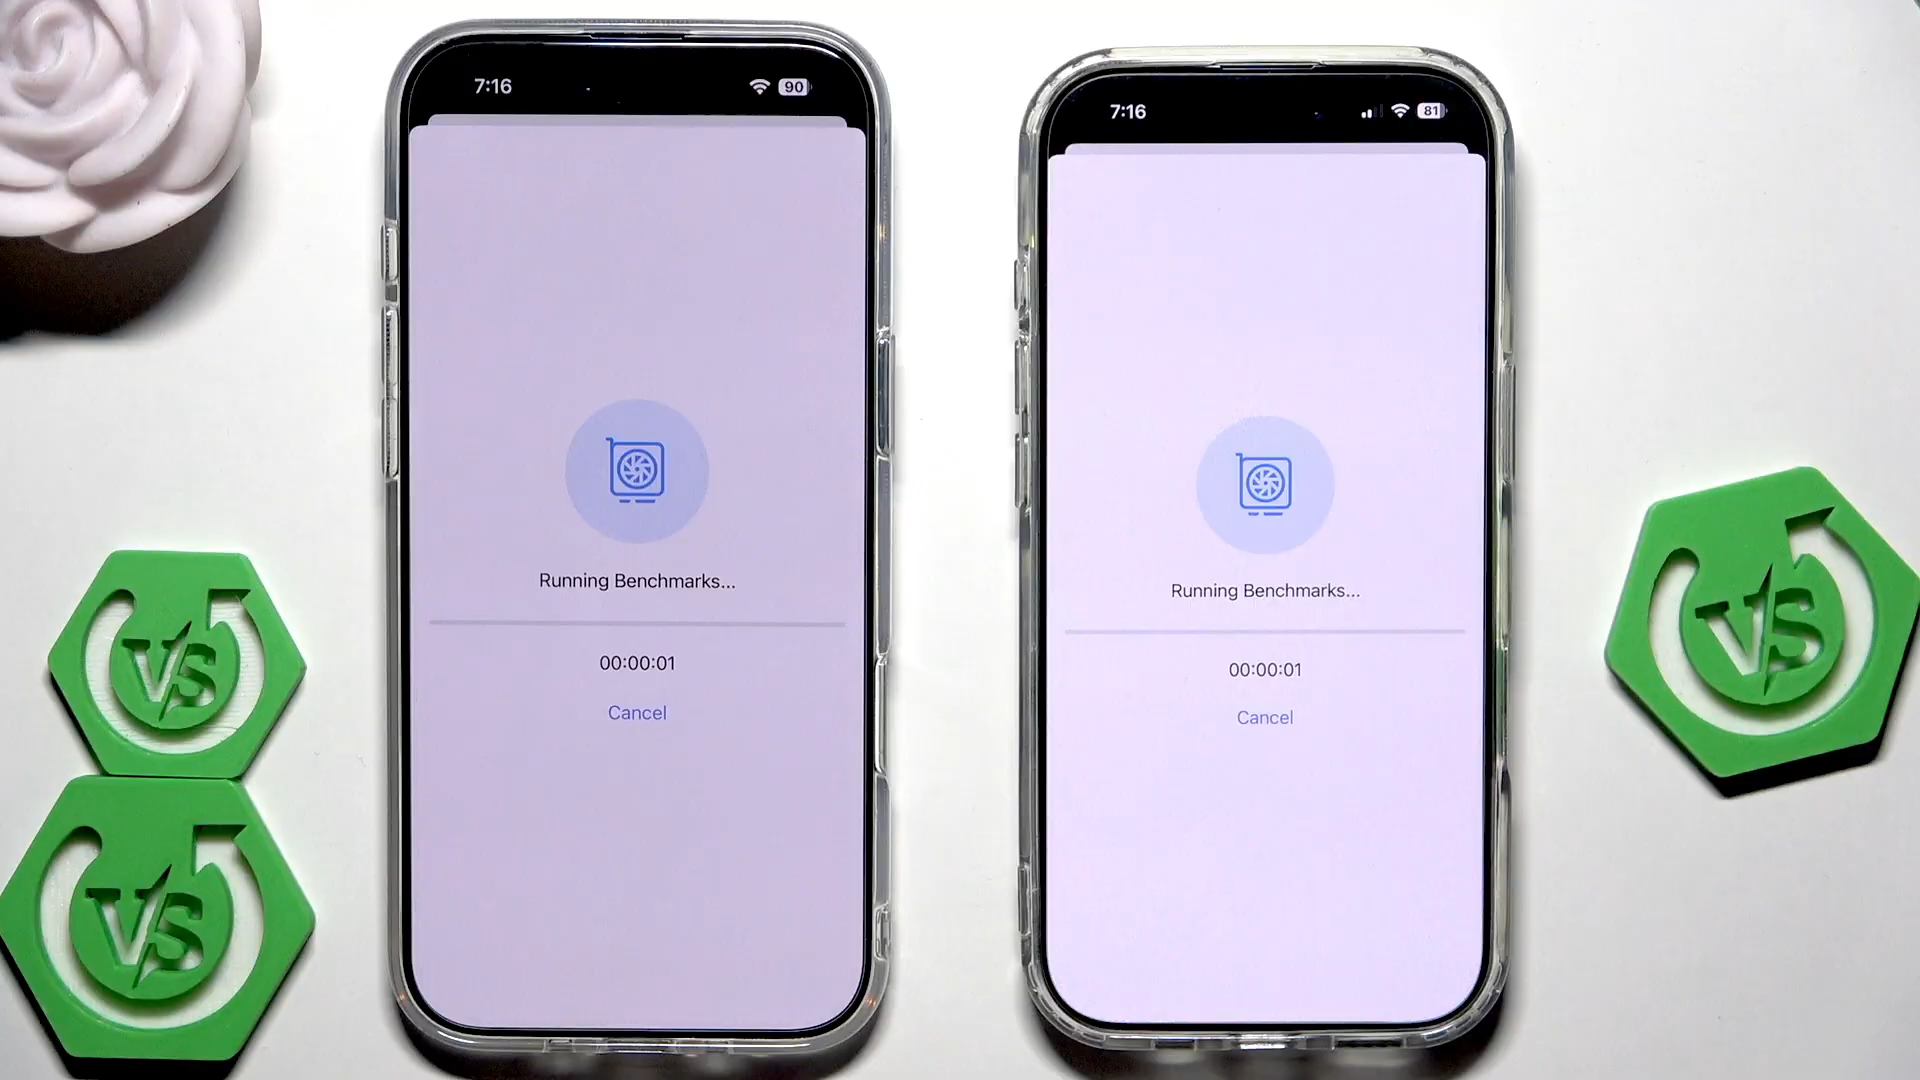 7:16
90
Running Benchmarks...
00:00:01
Cancel
7:16
81
Running Benchmarks...
00:00:01
Cancel
VS
VS
VS